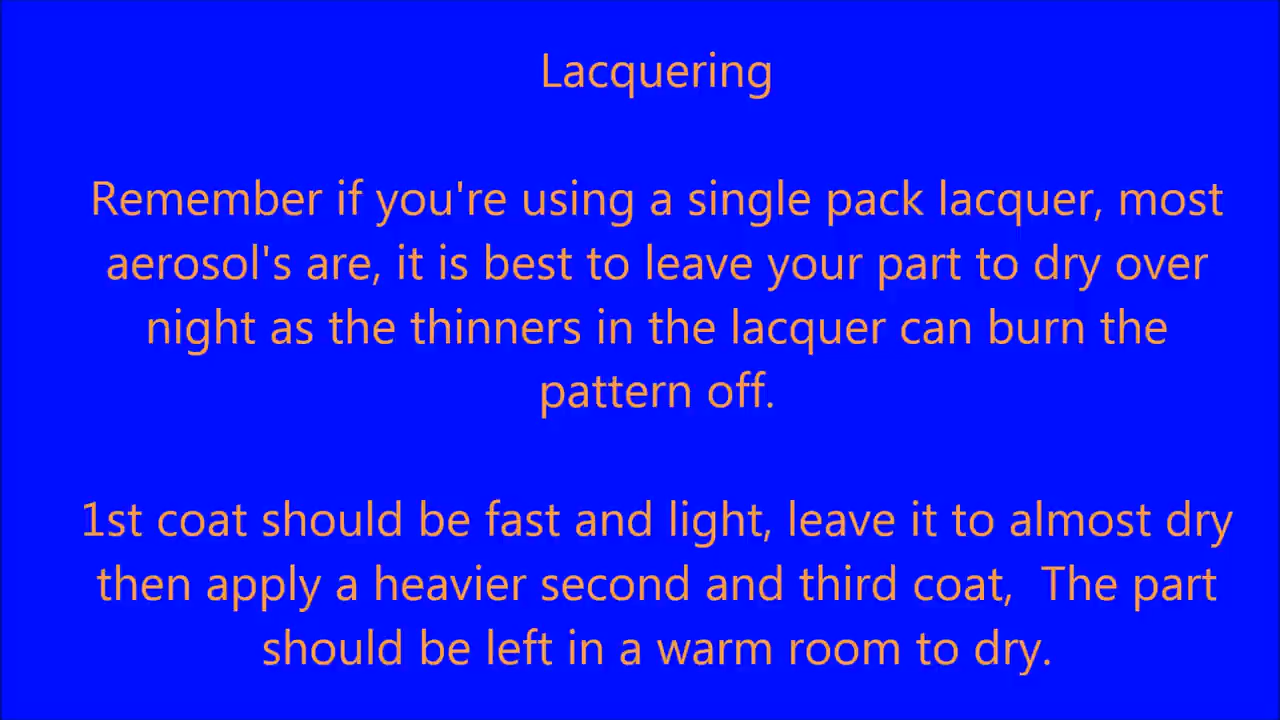 Lacquering
Remember if you're using a single pack lacquer, most
aerosol's are, it is best to leave your part to dry over
night as the thinners in the lacquer can burn the
pattern off.
1st coat should be fast and light, leave it to almost dry
then apply a heavier second and third coat,  The part
should be left in a warm room to dry.